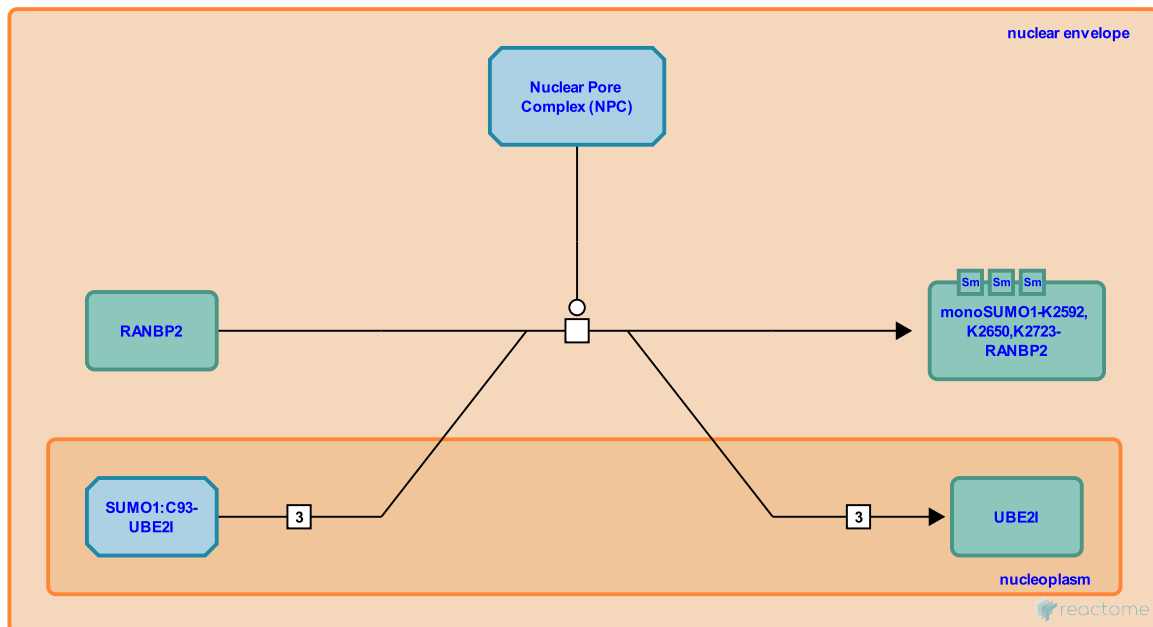 nuclear envelope
Nuclear Pore
Complex (NPC)
RANBP2
Sm Sm Sm
monoSUMO1-K2592,
K2650,K2723-
RANBP2
SUMO1:C93-
UBE2I
3
3
UBE2I
nucleoplasm
reactome